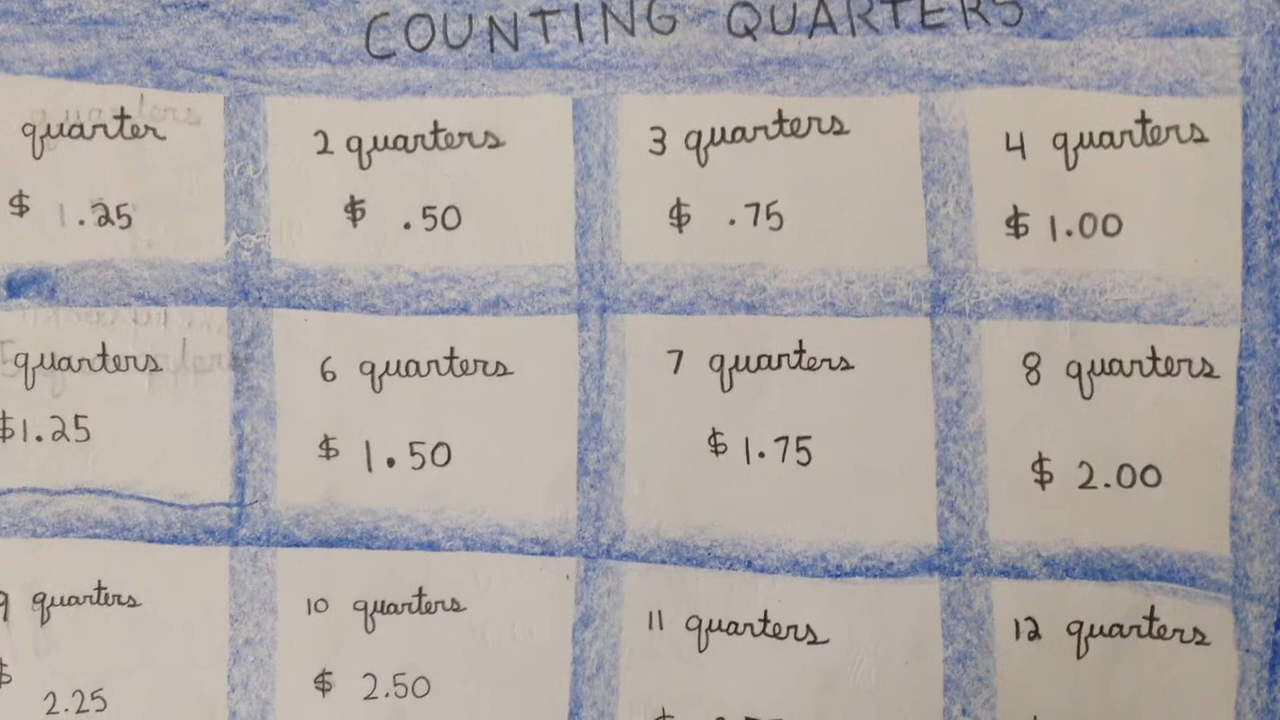 COUNTING QUARTERS
quarter
$ 1.25
2 quarters
$ .50
3 quarters
$ .75
4 quarters
$ 1.00
quarters
$1.25
6 quarters
$ 1.50
7 quarters
$ 1.75
8 quarters
$ 2.00
9 quarters
$ 2.25
10 quarters
$ 2.50
11 quarters
12 quarters